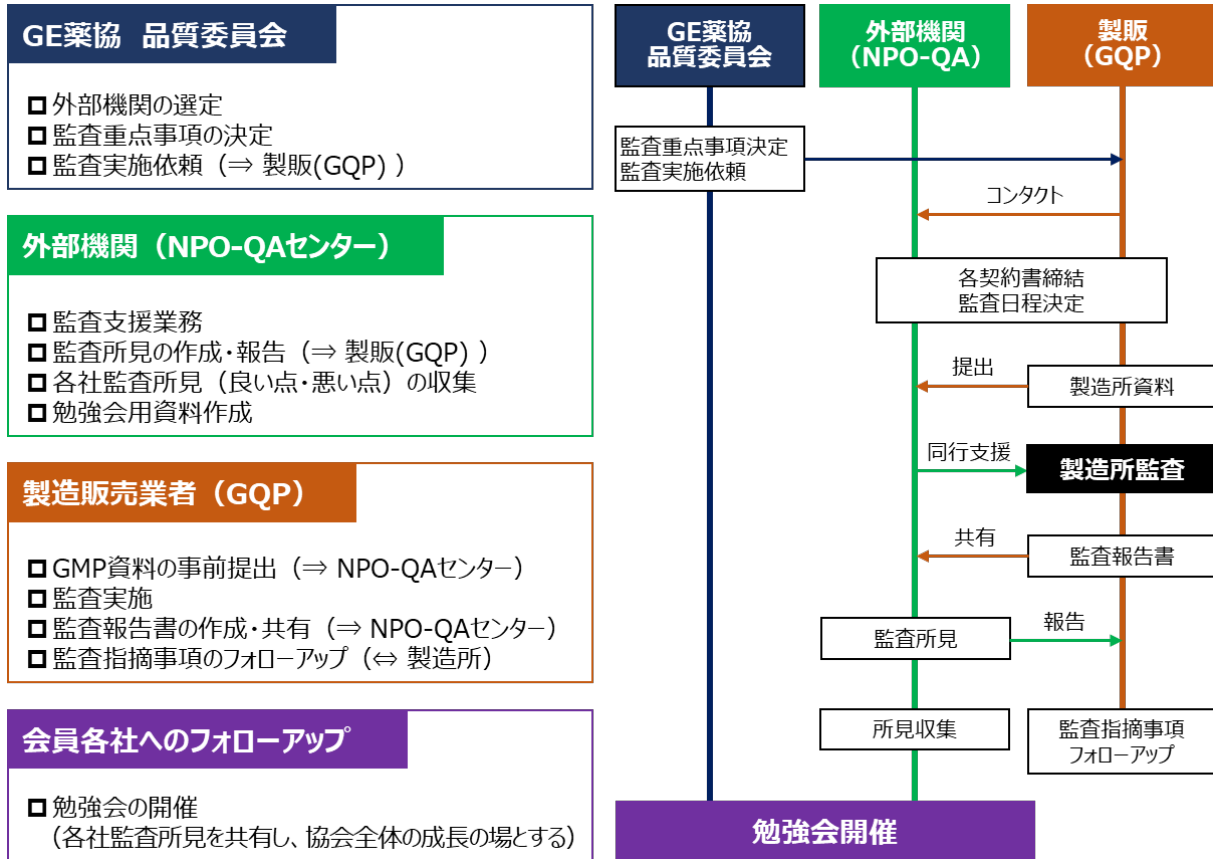 GE薬協 品質委員会
外部機関の選定
監査重点事項の決定
監査実施依頼（⇒ 製販(GQP) ）
外部機関（NPO-QAセンター）
監査支援業務
監査所見の作成・報告（⇒ 製販(GQP) ）
各社監査所見（良い点・悪い点）の収集
勉強会用資料作成
製造販売業者（GQP）
GMP資料の事前提出（⇒ NPO-QAセンター）
監査実施
監査報告書の作成・共有（⇒ NPO-QAセンター）
監査指摘事項のフォローアップ（⇔ 製造所）
会員各社へのフォローアップ
勉強会の開催
（各社監査所見を共有し、協会全体の成長の場とする）
GE薬協
品質委員会
外部機関
（NPO-QA）
製販
（GQP）
監査重点事項決定
監査実施依頼
コンタクト
各契約書締結
監査日程決定
提出
製造所資料
同行支援
製造所監査
共有
監査報告書
監査所見
報告
所見収集
監査指摘事項
フォローアップ
勉強会開催